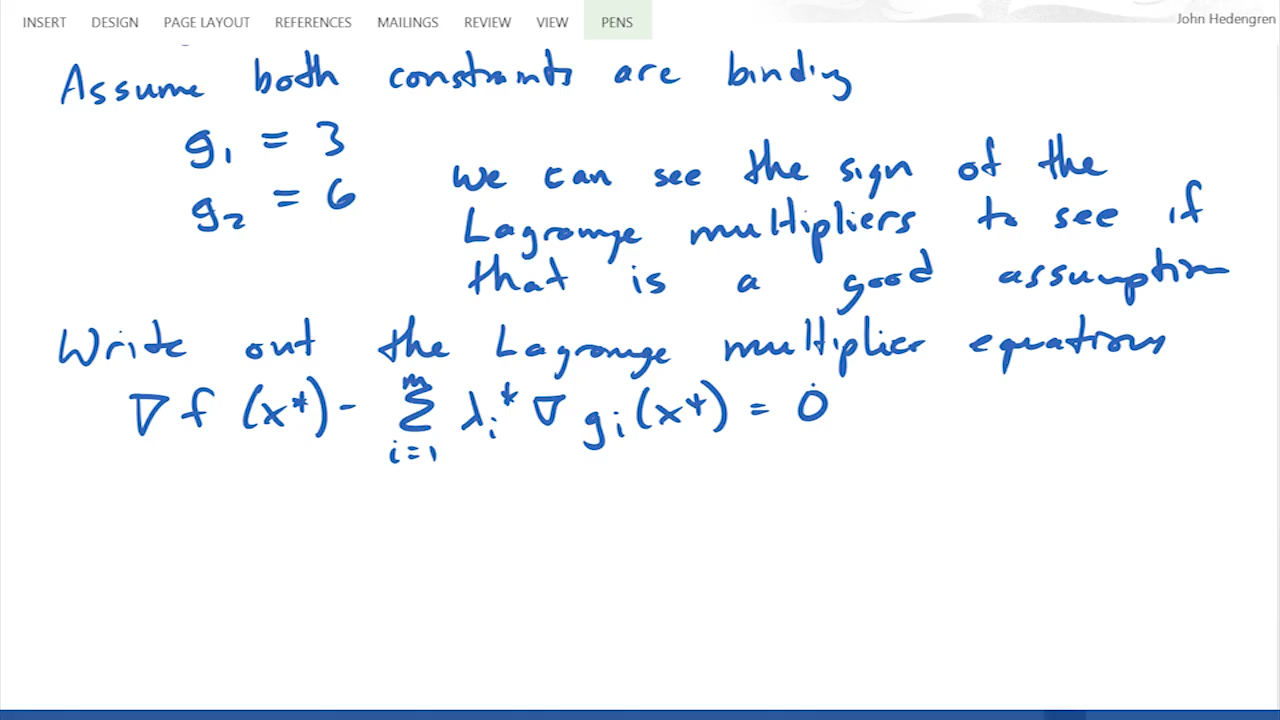 INSERT DESIGN PAGE LAYOUT REFERENCES MAILINGS REVIEW VIEW PENS John Hedengren
Assume both constraints are binding
g₁ = 3
g₂ = 6
we can see the sign of the
Lagrange multipliers to see if
that is a good assumption
Write out the Lagrange multiplier equations
∇f (x*) - ∑ᵢ₌₁ᵐ λᵢ* ∇gᵢ(x*) = 0